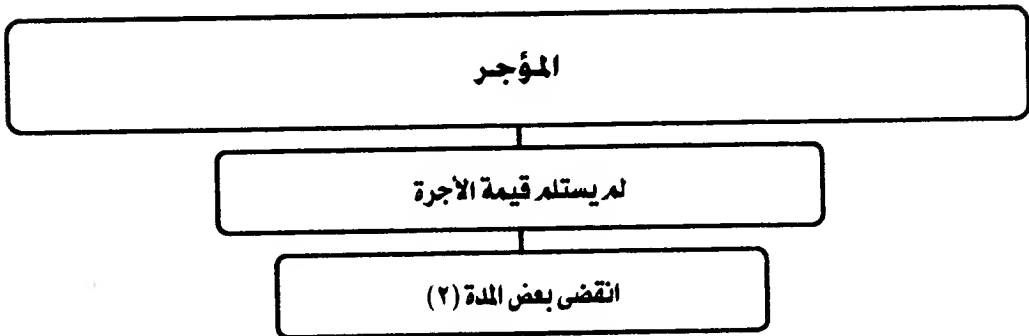 المؤجر
لم يستلم قيمة الأجرة
انقضى بعض المدة (٢)